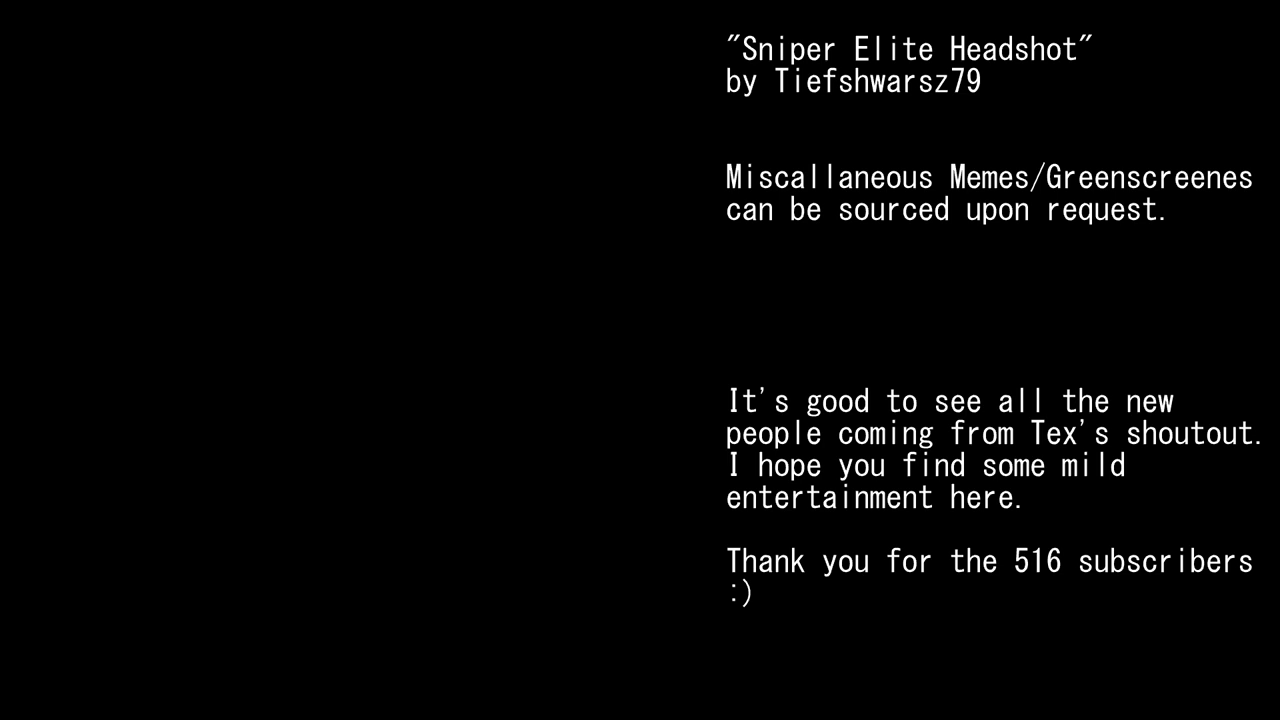 "Sniper Elite Headshot"
by Tiefshwarsz79
Miscallaneous Memes/Greenscreenes
can be sourced upon request.
It's good to see all the new
people coming from Tex's shoutout.
I hope you find some mild
entertainment here.
Thank you for the 516 subscribers
:)